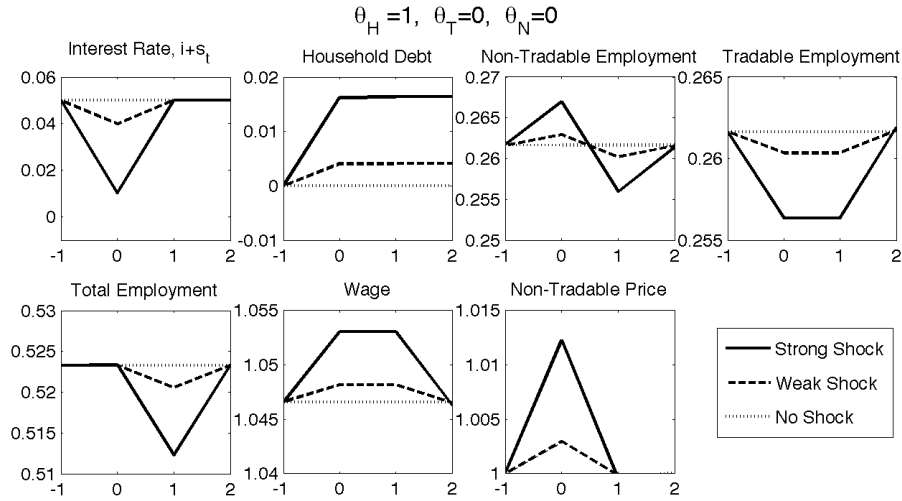 θH =1, θT=0, θN=0
Interest Rate, i+st
0.06
0.04
0.02
0
-1 0 1 2
Household Debt
0.02
0.01
0
-0.01
-1 0 1 2
Non-Tradable Employment
0.27
0.265
0.26
0.255
0.25
-1 0 1 2
Tradable Employment
0.265
0.26
0.255
-1 0 1 2
Total Employment
0.53
0.525
0.52
0.515
0.51
-1 0 1 2
Wage
1.055
1.05
1.045
1.04
-1 0 1 2
Non-Tradable Price
1.015
1.01
1.005
1
-1 0 1 2
Strong Shock
Weak Shock
No Shock